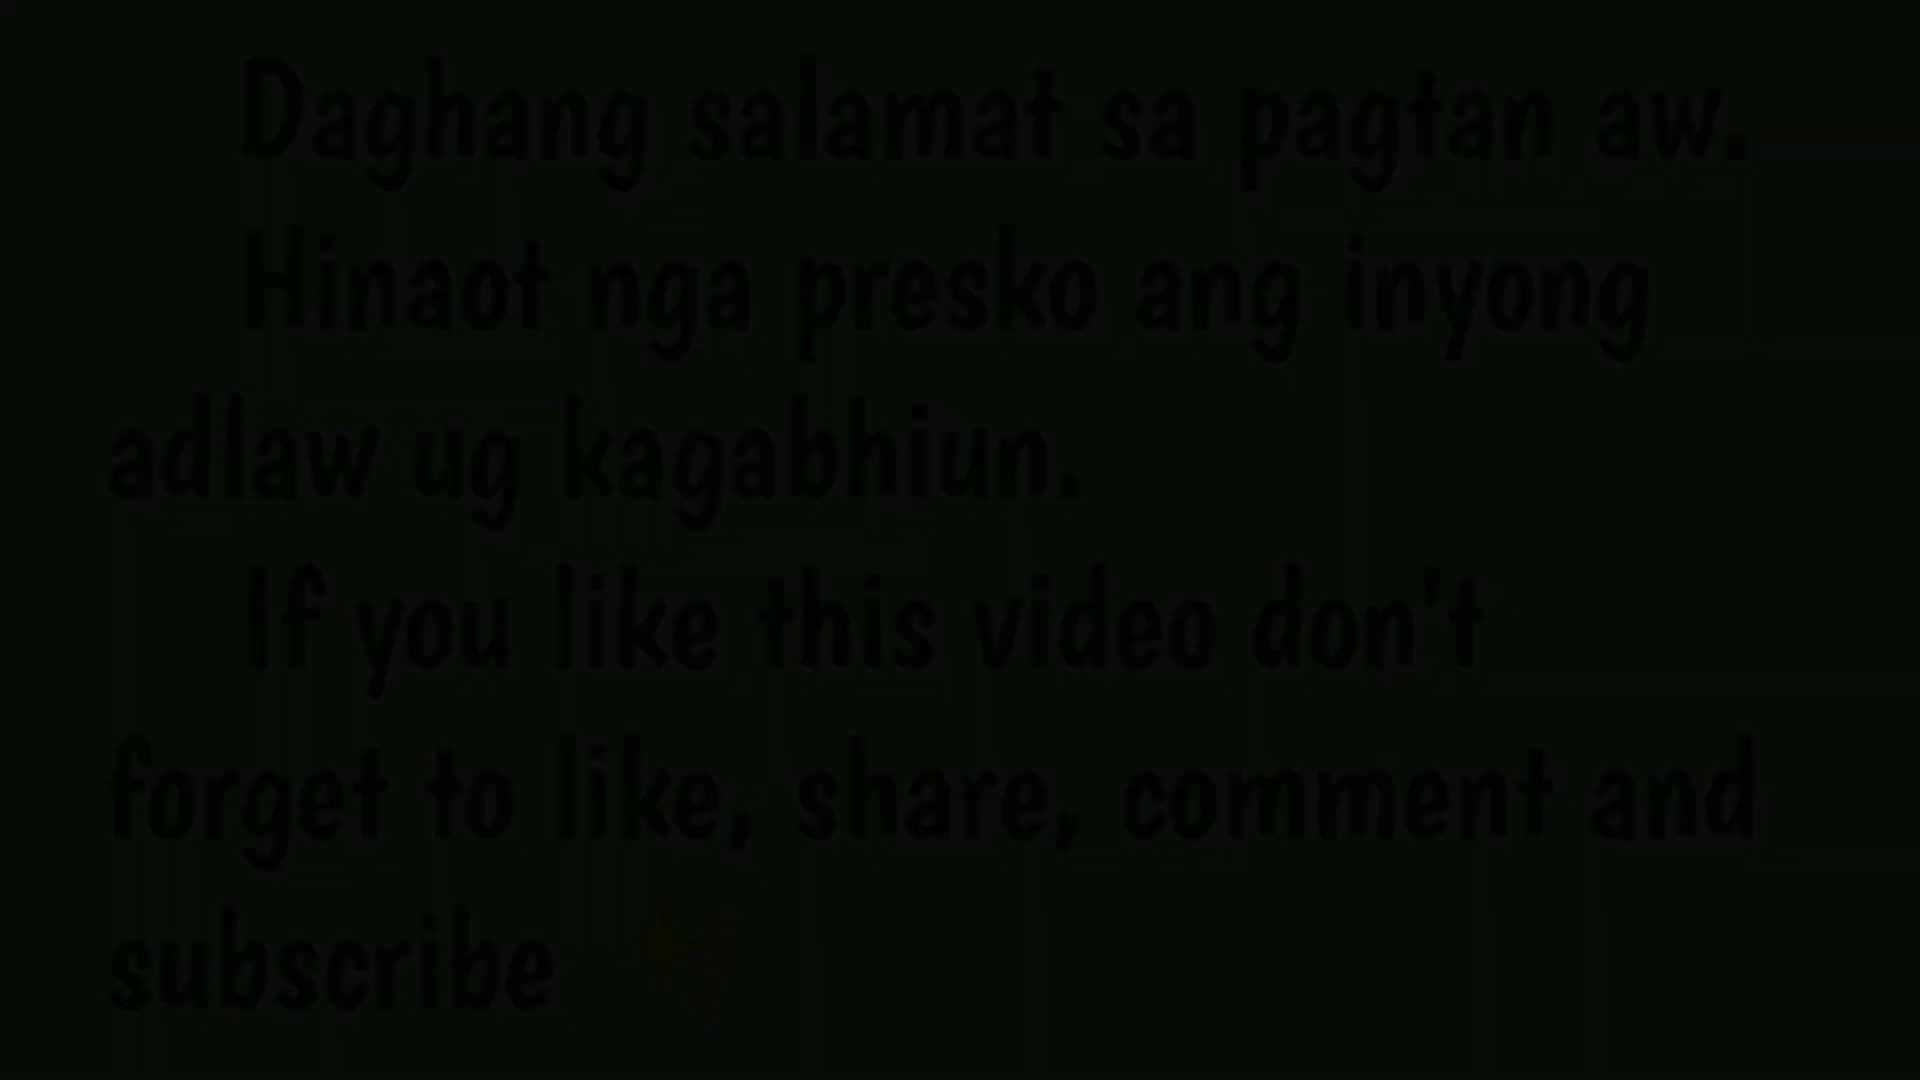 Daghang salamat sa pagtan aw.
Hinaot nga presko ang inyong
adlaw ug kagabhiun.
If you like this video don't
forget to like, share, comment and
subscribe ✨